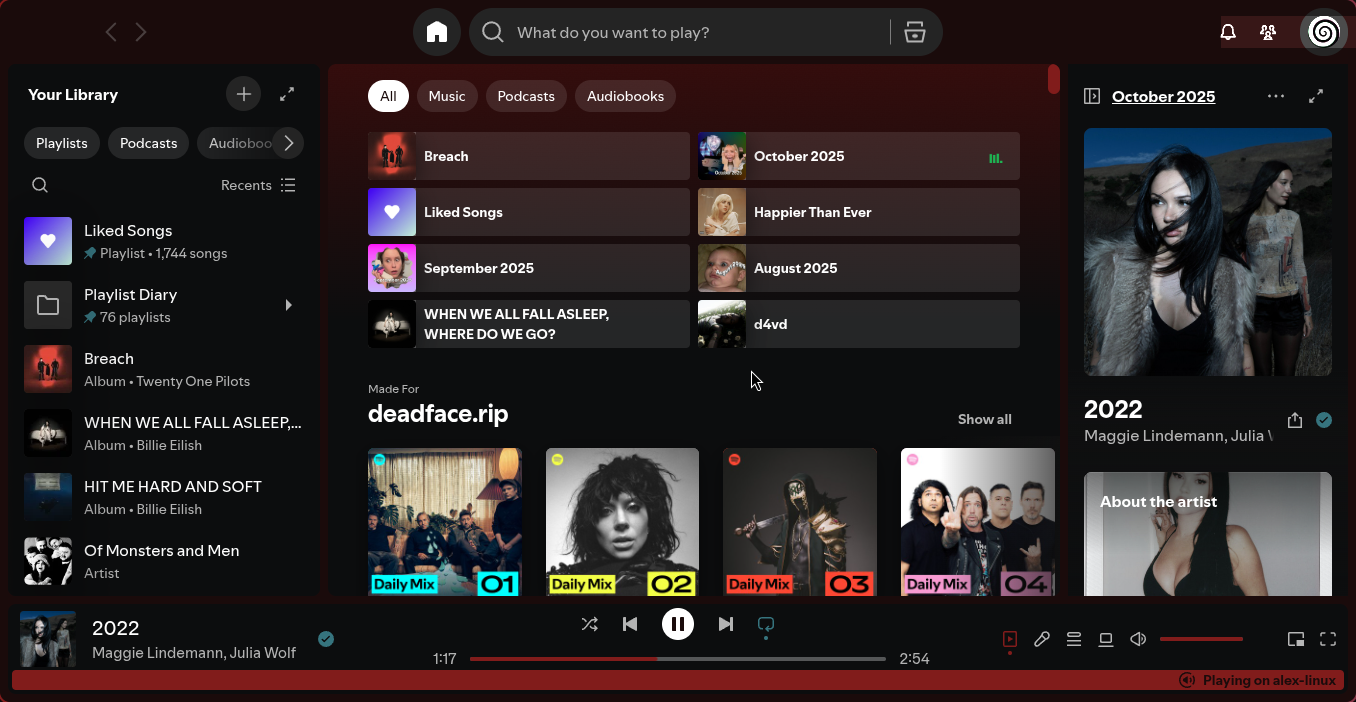 What do you want to play?
Your Library
Playlists
Podcasts
Recents
Liked Songs
Playlist • 1,744 songs
Playlist Diary
76 playlists
Breach
Album • Twenty One Pilots
WHEN WE ALL FALL ASLEEP,...
Album • Billie Eilish
HIT ME HARD AND SOFT
Album • Billie Eilish
Of Monsters and Men
Artist
All
Music
Podcasts
Audiobooks
Breach
October 2025
Liked Songs
Happier Than Ever
September 2025
August 2025
WHEN WE ALL FALL ASLEEP,
WHERE DO WE GO?
d4vd
Made For
deadface.rip
Show all
Daily Mix 01
Daily Mix 02
Daily Mix 03
Daily Mix 04
October 2025
2022
Maggie Lindemann, Julia
About the artist
2022
Maggie Lindemann, Julia Wolf
1:17
2:54
Playing on alex-linux